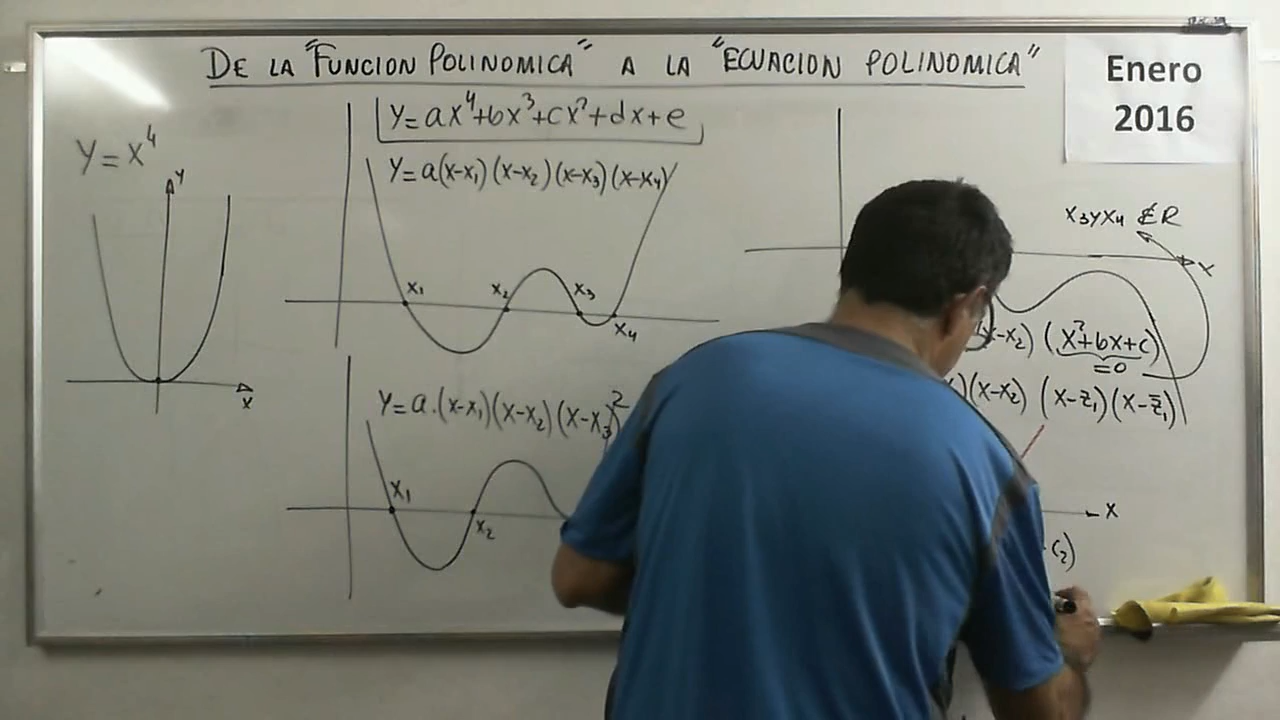 DE LA "FUNCION POLINOMICA" A LA "ECUACION POLINOMICA"
Enero
2016
Y=X⁴
Y
X
Y=aX⁴+bX³+CX²+dX+e
Y=a(X-X₁)(X-X₂)(X-X₃)(X-X₄)
X₁
X₂
X₃
X₄
Y=a.(X-X₁)(X-X₂)(X-X₃)²
X₁
X₂
X₃ y X₄ ∉ R
X
X-X₂) (X²+bX+C)
=0
)(X-X₂) (X-Z₁)(X-Z̄₁)
X
C₂)